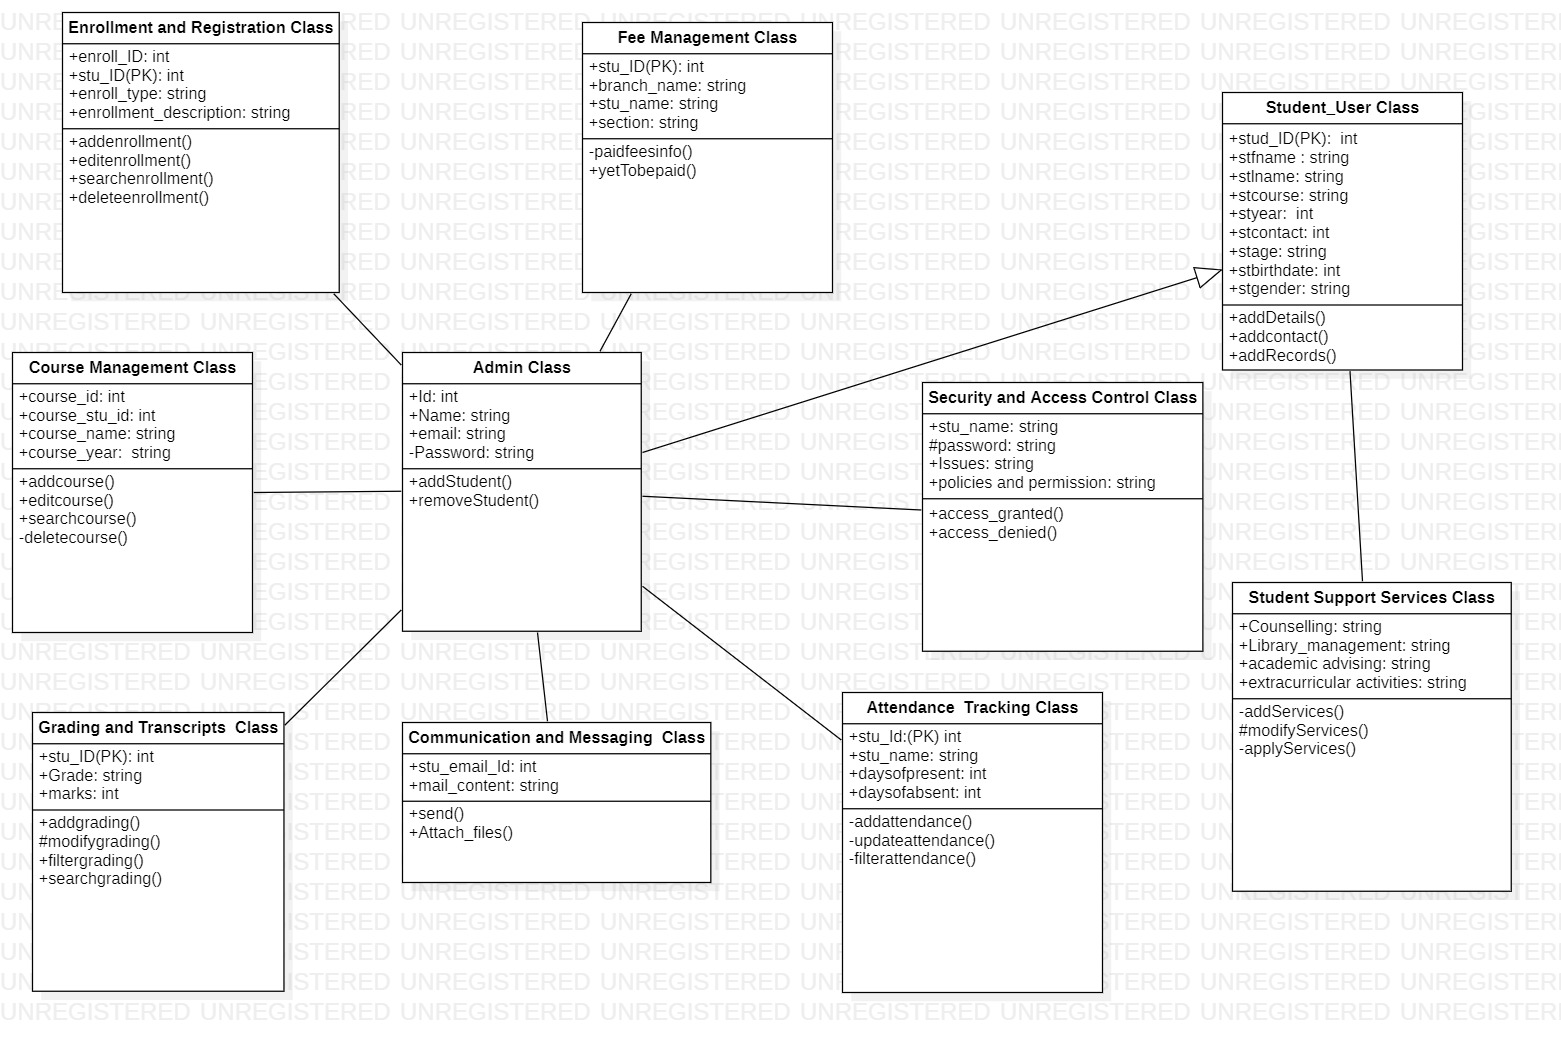 Enrollment and Registration Class
+enroll_ID: int
+stu_ID(PK): int
+enroll_type: string
+enrollment_description: string
+addenrollment()
+editenrollment()
+searchenrollment()
+deleteenrollment()
Fee Management Class
+stu_ID(PK): int
+branch_name: string
+stu_name: string
+section: string
-paidfeesinfo()
+yetTobepaid()
Student_User Class
+stud_ID(PK): int
+stfname : string
+stlname: string
+stcourse: string
+styear: int
+stcontact: int
+stage: string
+stbirthdate: int
+stgender: string
+addDetails()
+addcontact()
+addRecords()
Course Management Class
+course_id: int
+course_stu_id: int
+course_name: string
+course_year: string
+addcourse()
+editcourse()
+searchcourse()
-deletecourse()
Admin Class
+Id: int
+Name: string
+email: string
-Password: string
+addStudent()
+removeStudent()
Security and Access Control Class
+stu_name: string
#password: string
+Issues: string
+policies and permission: string
+access_granted()
+access_denied()
Student Support Services Class
+Counselling: string
+Library_management: string
+academic advising: string
+extracurricular activities: string
-addServices()
#modifyServices()
-applyServices()
Grading and Transcripts Class
+stu_ID(PK): int
+Grade: string
+marks: int
+addgrading()
#modifygrading()
+filtergrading()
+searchgrading()
Communication and Messaging Class
+stu_email_Id: int
+mail_content: string
+send()
+Attach_files()
Attendance Tracking Class
+stu_Id:(PK) int
+stu_name: string
+daysofpresent: int
+daysofabsent: int
-addattendance()
-updateattendance()
-filterattendance()
UNREGISTERED